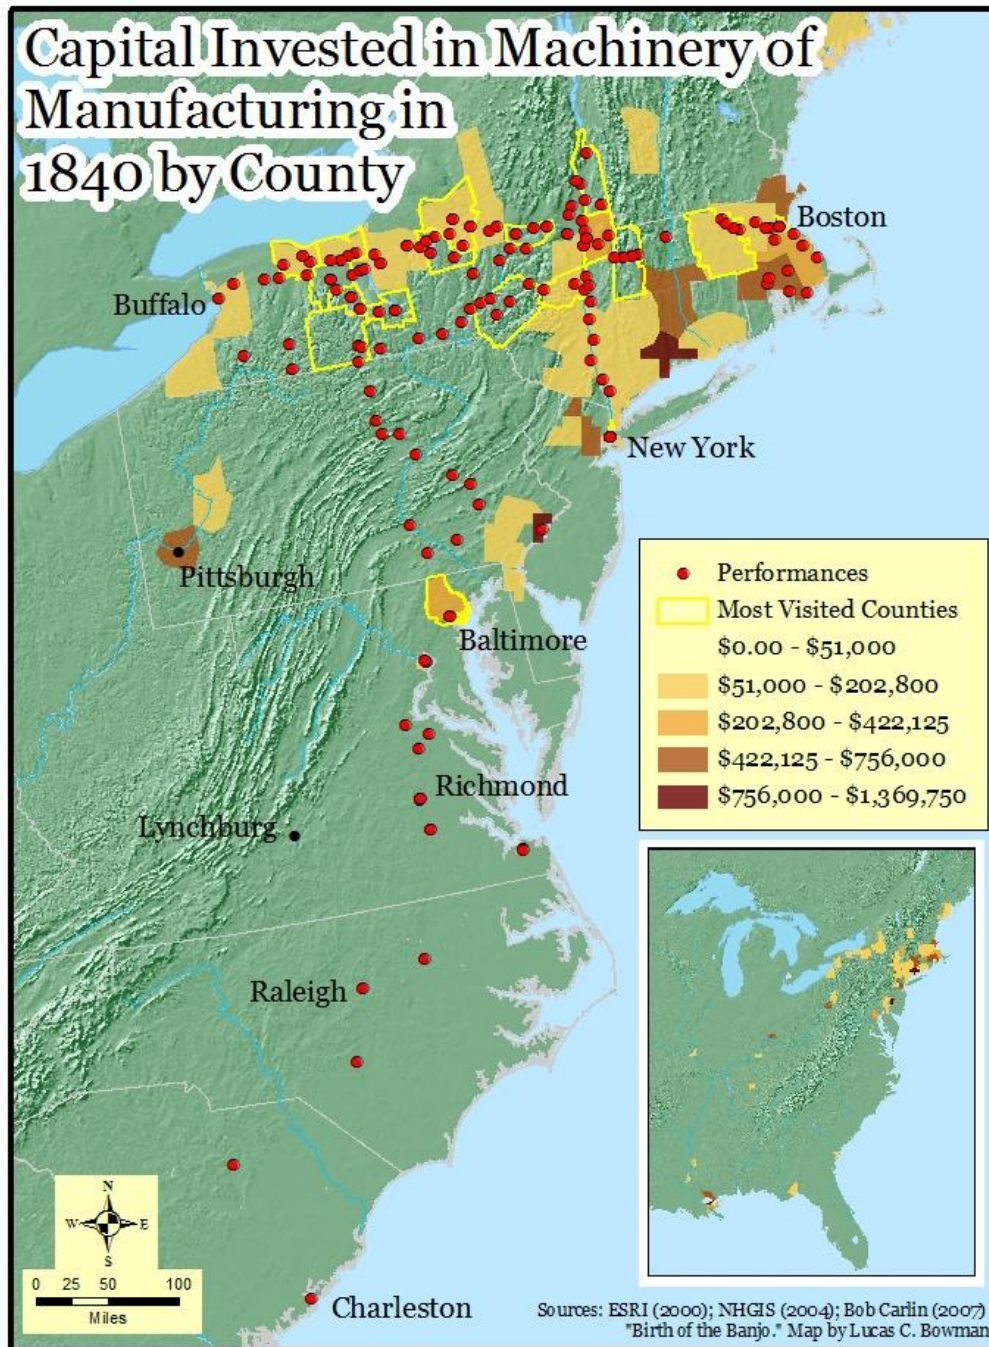 Capital Invested in Machinery of
Manufacturing in
1840 by County
Boston
Buffalo
New York
Pittsburgh
Baltimore
Richmond
Lynchburg
Raleigh
Charleston
Performances
Most Visited Counties
$0.00 - $51,000
$51,000 - $202,800
$202,800 - $422,125
$422,125 - $756,000
$756,000 - $1,369,750
N
W E
S
0 25 50 100
Miles
Sources: ESRI (2000); NHGIS (2004); Bob Carlin (2007)
"Birth of the Banjo." Map by Lucas C. Bowman